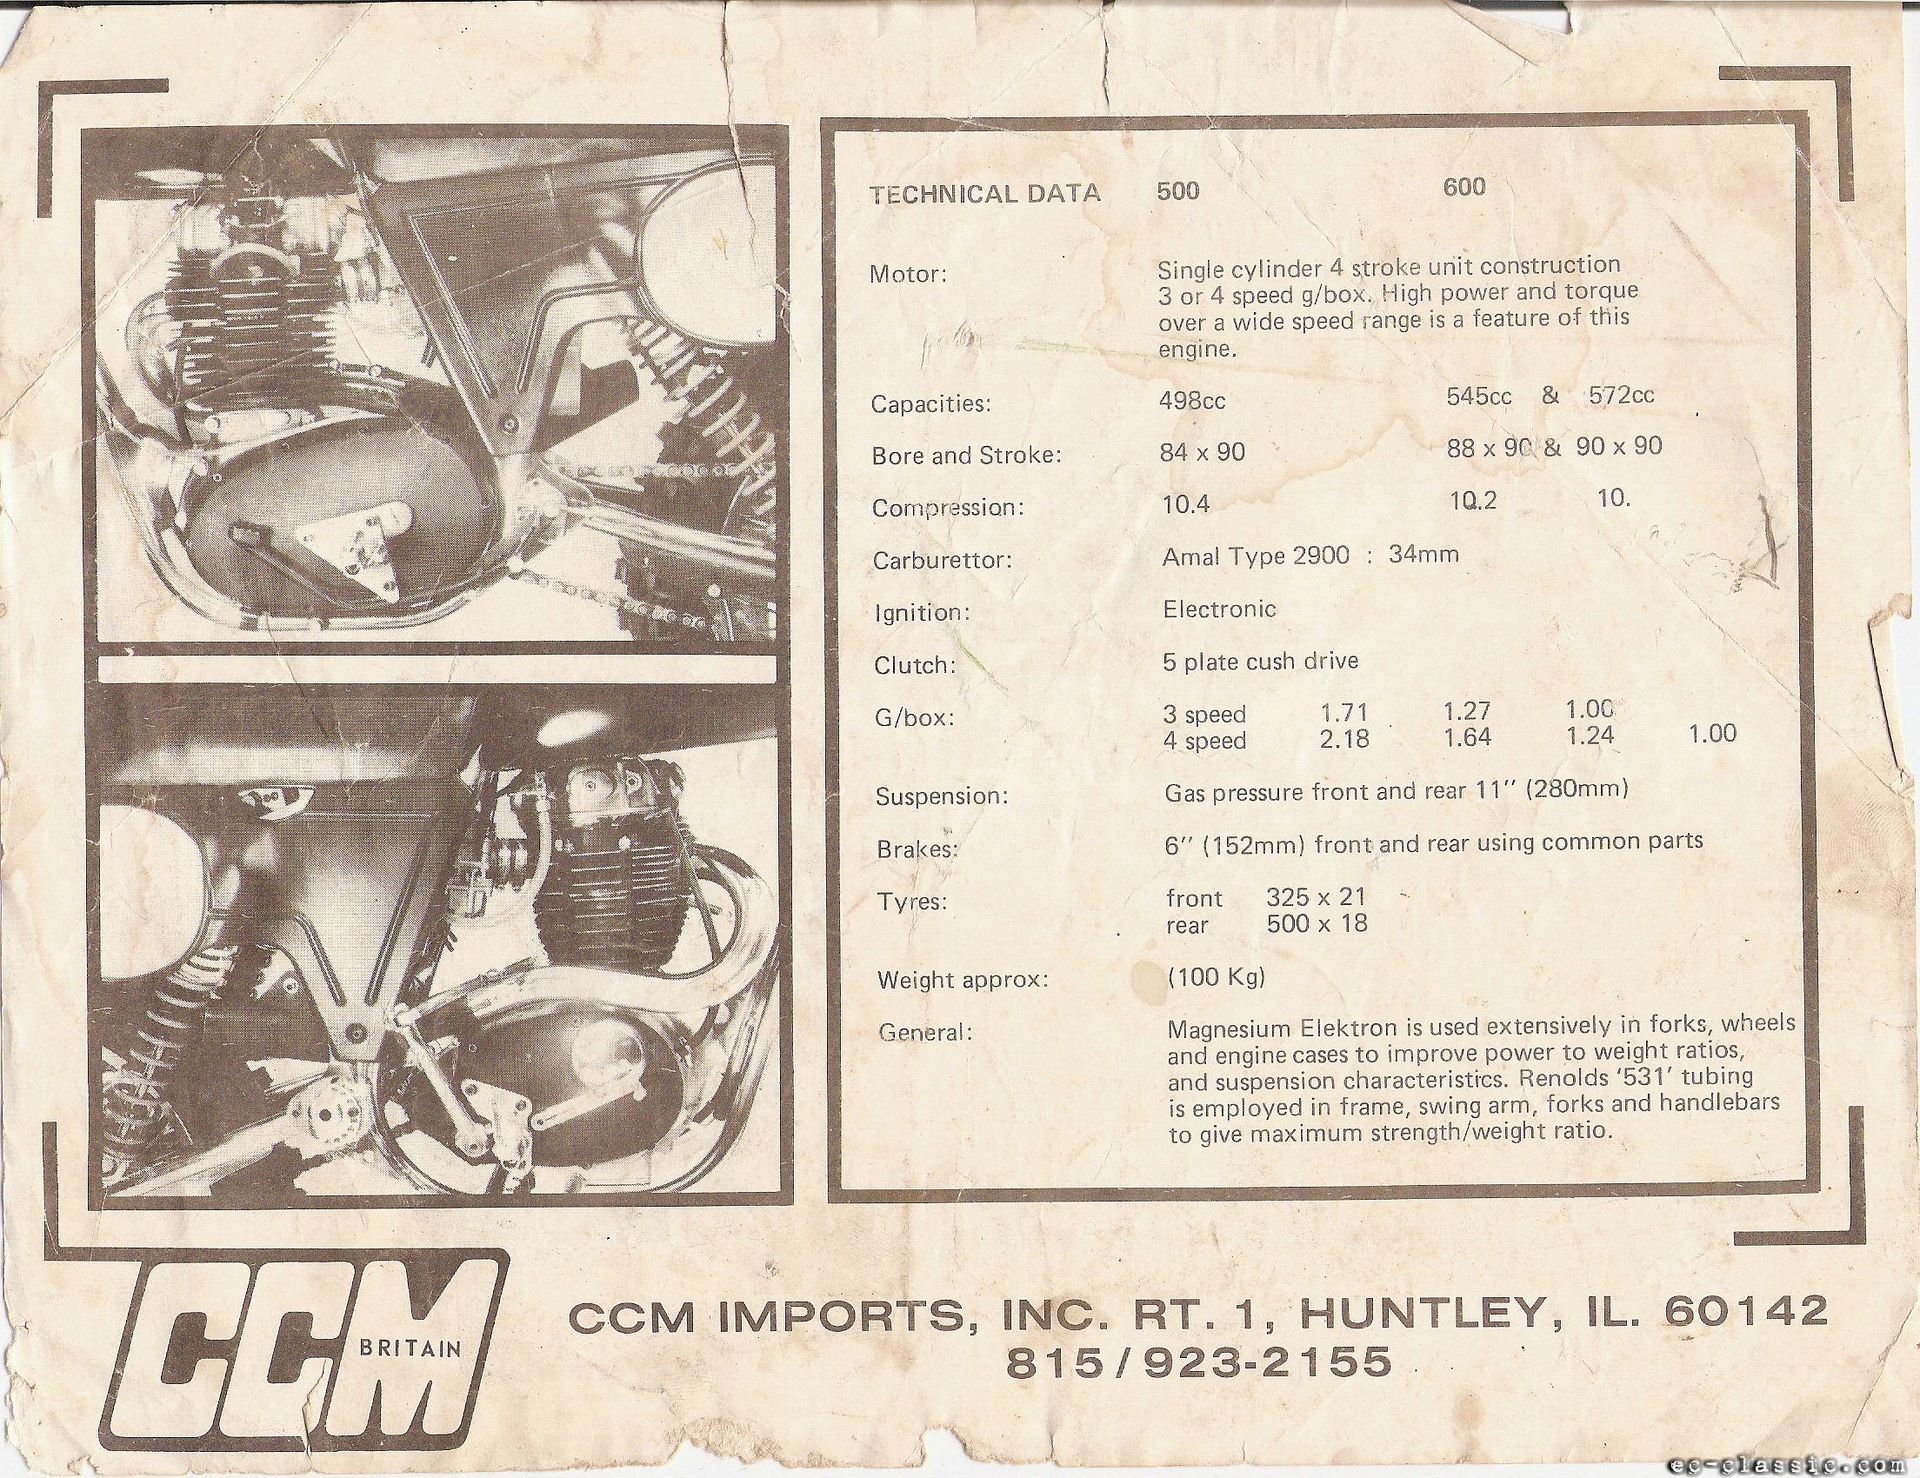 TECHNICAL DATA 500 600
Motor: Single cylinder 4 stroke unit construction
3 or 4 speed g/box. High power and torque
over a wide speed range is a feature of this
engine.
Capacities: 498cc 545cc & 572cc
Bore and Stroke: 84 x 90 88 x 90 & 90 x 90
Compression: 10.4 10.2 10.
Carburettor: Amal Type 2900 : 34mm
Ignition: Electronic
Clutch: 5 plate cush drive
G/box: 3 speed 1.71 1.27 1.00
4 speed 2.18 1.64 1.24 1.00
Suspension: Gas pressure front and rear 11" (280mm)
Brakes: 6" (152mm) front and rear using common parts
Tyres: front 325 x 21
rear 500 x 18
Weight approx: (100 Kg)
General: Magnesium Elektron is used extensively in forks, wheels
and engine cases to improve power to weight ratios,
and suspension characteristics. Renolds '531' tubing
is employed in frame, swing arm, forks and handlebars
to give maximum strength/weight ratio.
CCM
BRITAIN
CCM IMPORTS, INC. RT. 1, HUNTLEY, IL. 60142
815/923-2155
ec-classic.com